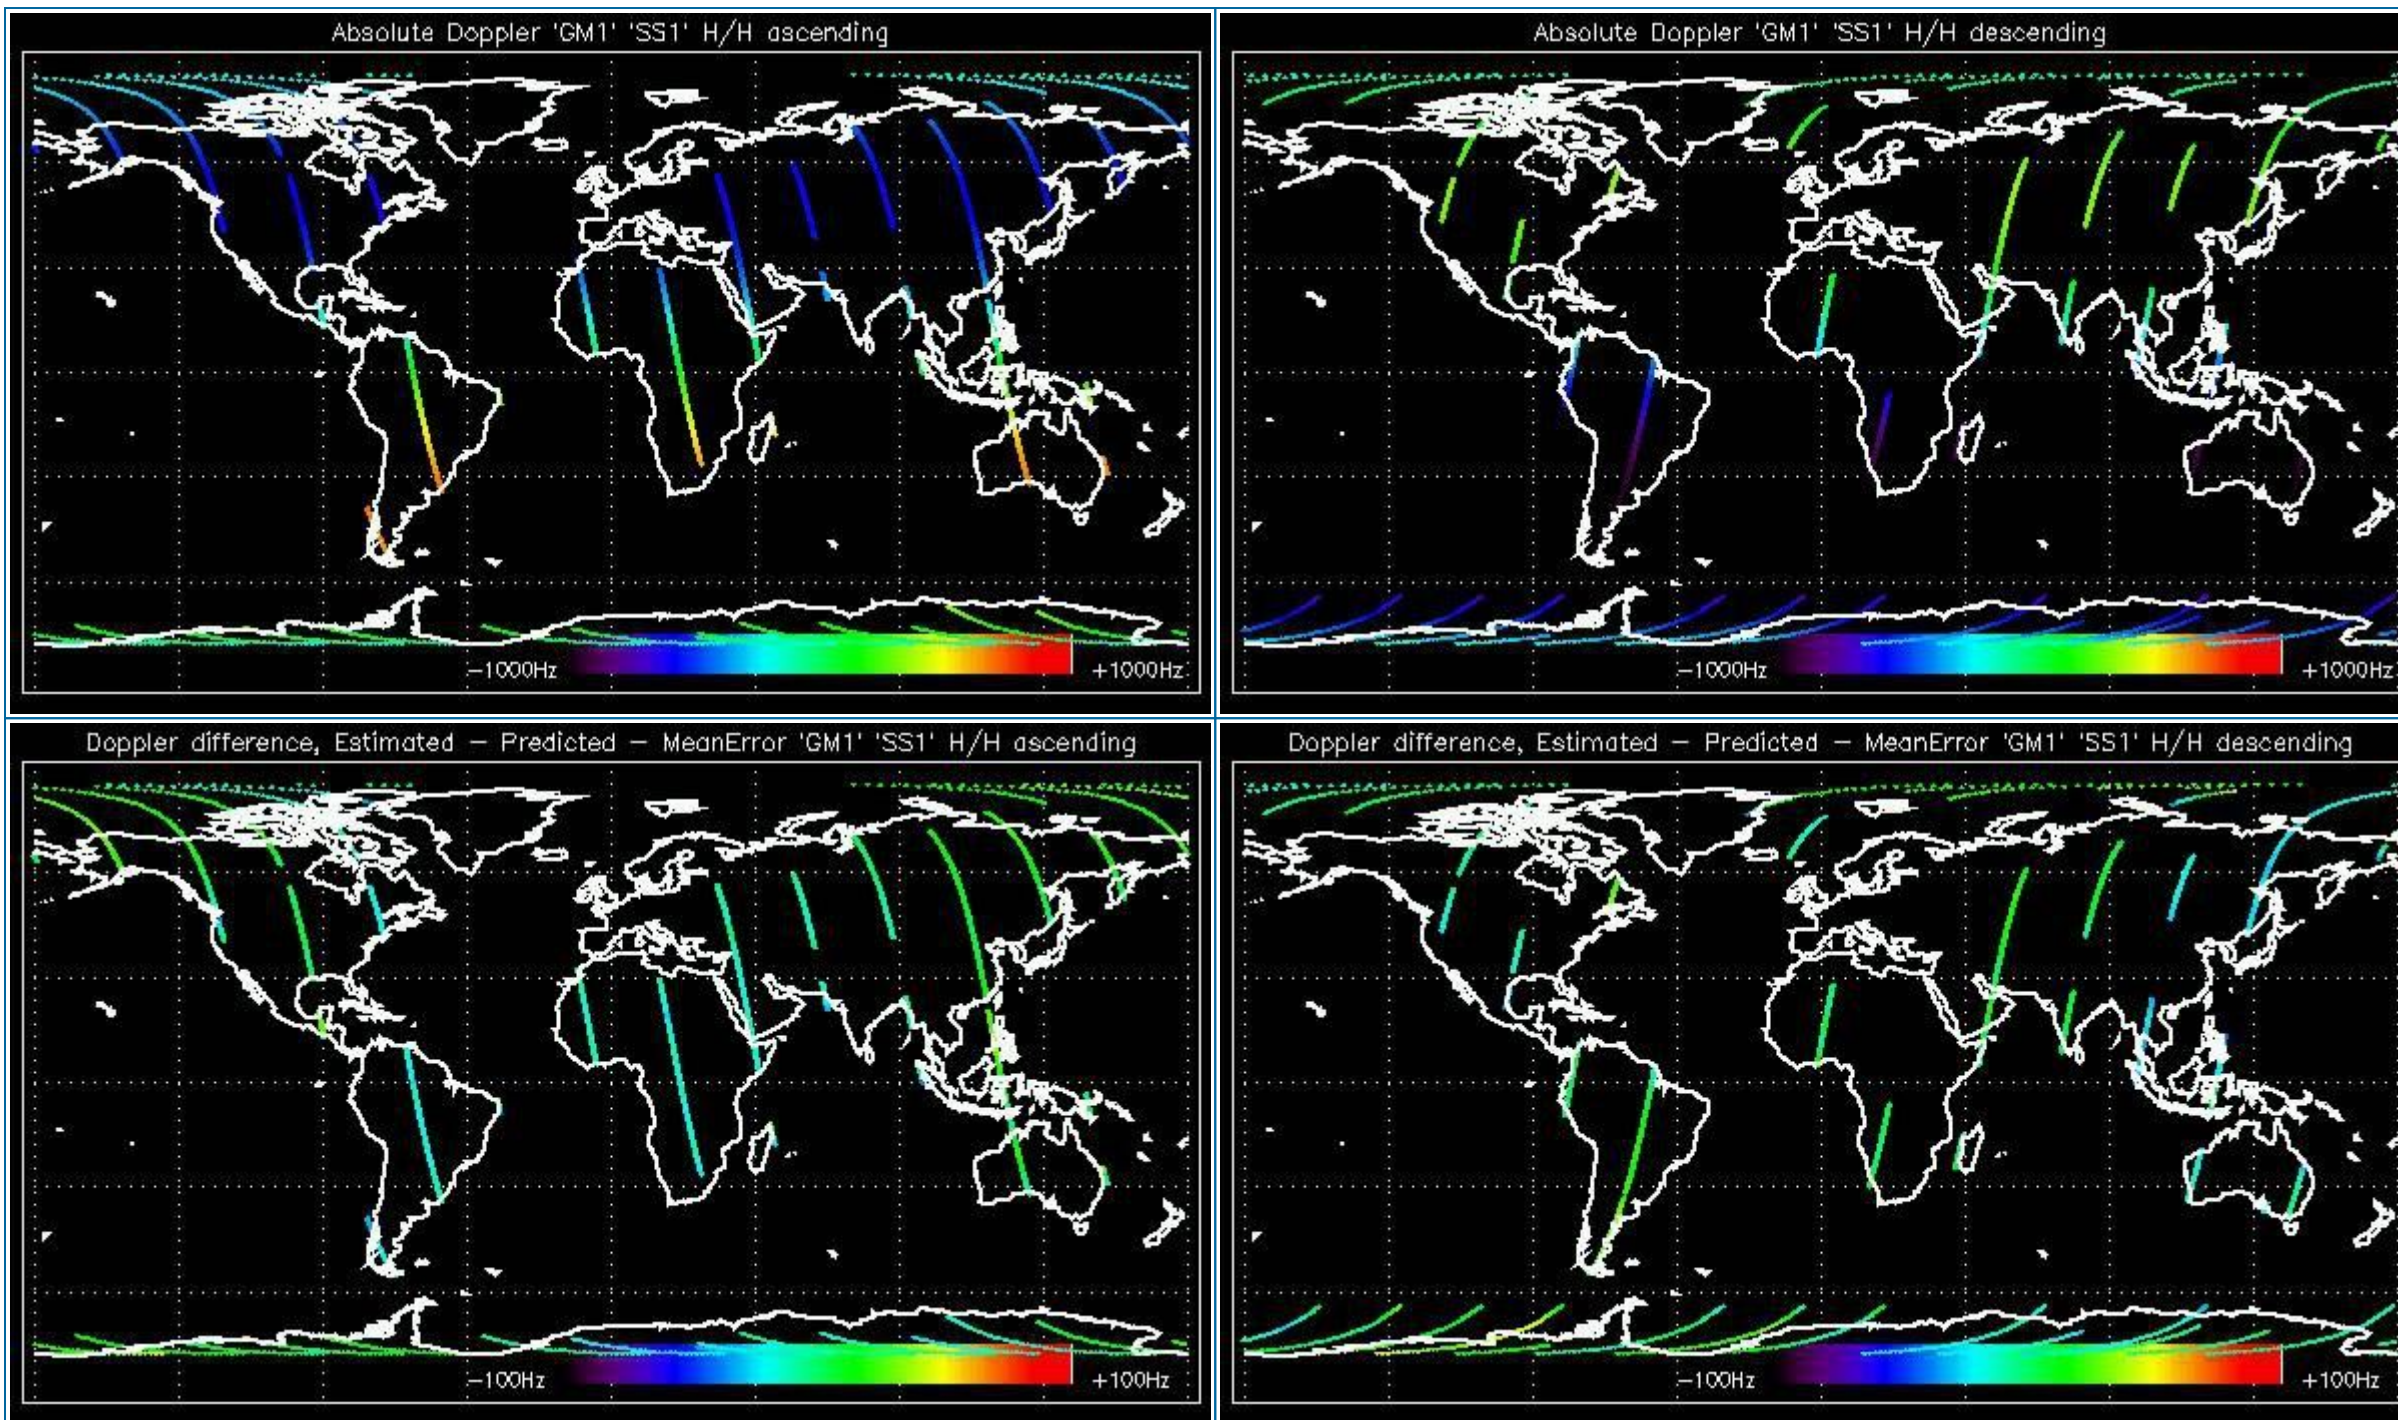 Absolute Doppler 'GM1' 'SS1' H/H ascending
-1000Hz
+1000Hz
Absolute Doppler 'GM1' 'SS1' H/H descending
-1000Hz
+1000Hz
Doppler difference, Estimated - Predicted - MeanError 'GM1' 'SS1' H/H ascending
-100Hz
+100Hz
Doppler difference, Estimated - Predicted - MeanError 'GM1' 'SS1' H/H descending
-100Hz
+100Hz